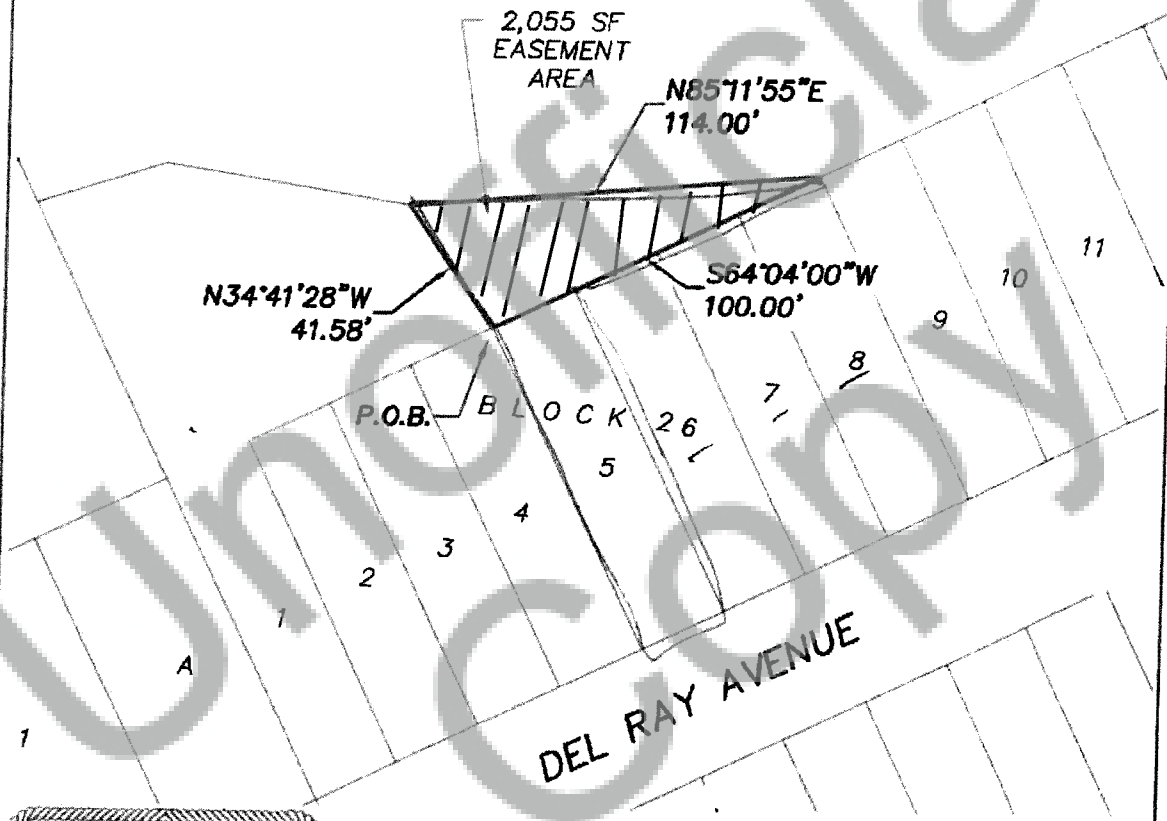 2,055 SF
EASEMENT
AREA
N85°11'55"E
114.00'
N34°41'28"W
41.58'
S64°04'00"W
100.00'
P.O.B.
BLOCK 2
1
A
1
2
3
4
5
6
7
8
9
10
11
DEL RAY AVENUE
Unofficial
Copy